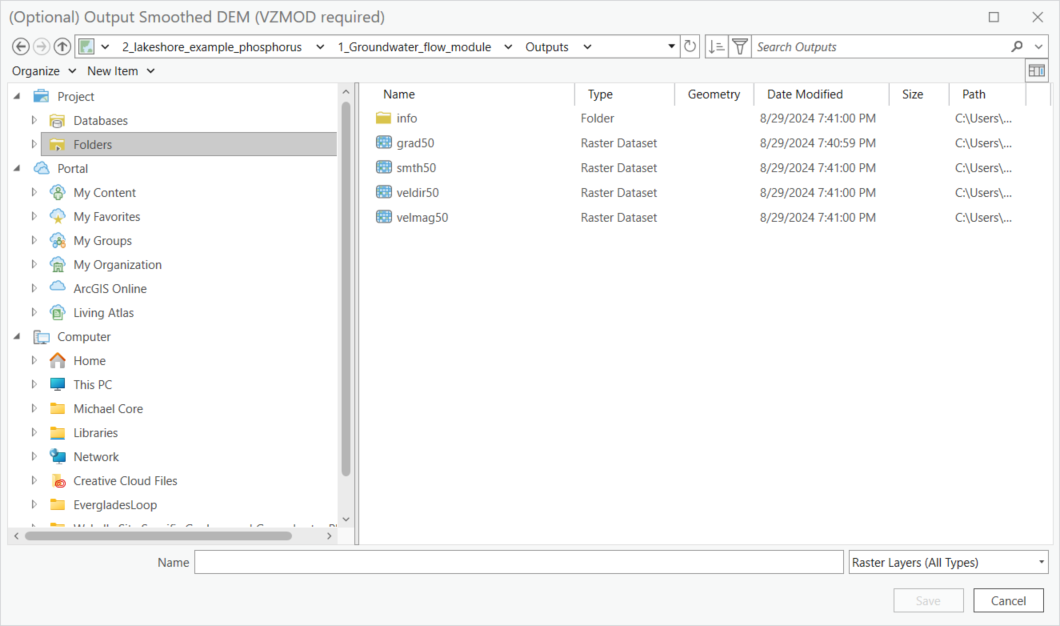 (Optional) Output Smoothed DEM (VZMOD required)
2_lakeshore_example_phosphorus 1_Groundwater_flow_module Outputs Search Outputs
Organize New Item
Project
Databases
Folders
Portal
My Content
My Favorites
My Groups
My Organization
ArcGIS Online
Living Atlas
Computer
Home
This PC
Michael Core
Libraries
Network
Creative Cloud Files
EvergladesLoop
Name Type Geometry Date Modified Size Path
info Folder 8/29/2024 7:41:00 PM C:\Users\...
grad50 Raster Dataset 8/29/2024 7:40:59 PM C:\Users\...
smth50 Raster Dataset 8/29/2024 7:41:00 PM C:\Users\...
veldir50 Raster Dataset 8/29/2024 7:41:00 PM C:\Users\...
velmag50 Raster Dataset 8/29/2024 7:41:00 PM C:\Users\...
Name Raster Layers (All Types)
Save Cancel